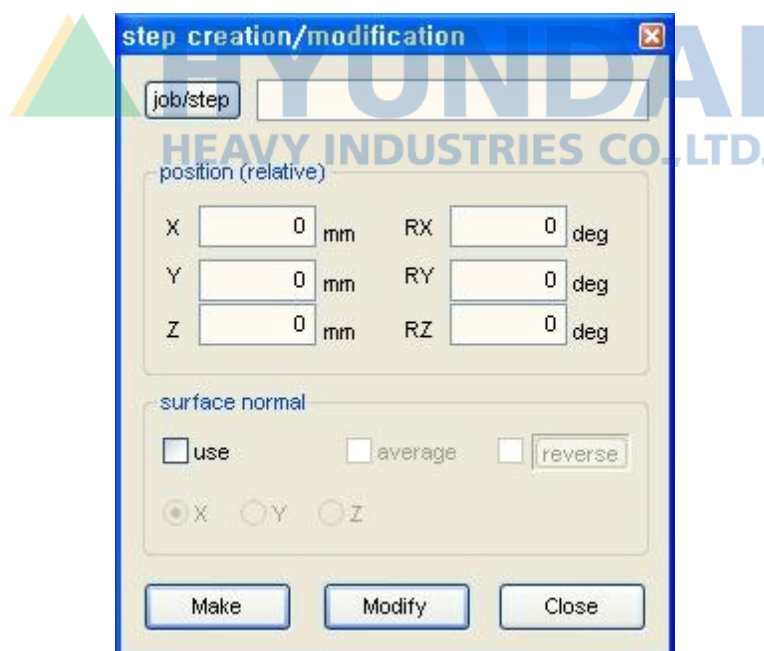 step creation/modification
HYUNDAI
job/step
HEAVY INDUSTRIES CO.,LTD.
position (relative)
X 0 mm RX 0 deg
Y 0 mm RY 0 deg
Z 0 mm RZ 0 deg
surface normal
use average reverse
X Y Z
Make Modify Close